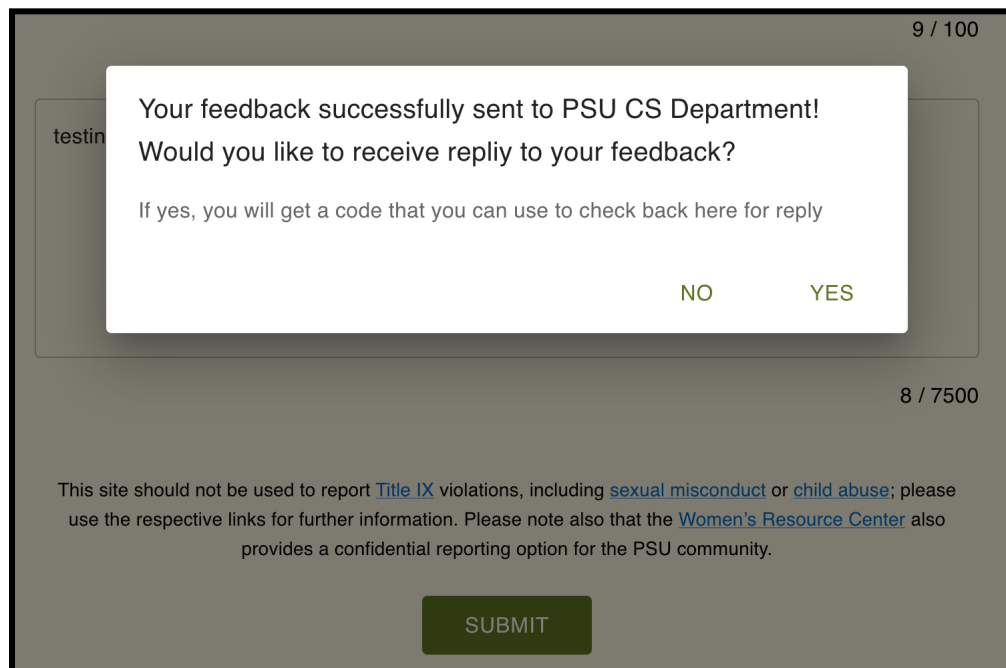 9 / 100
Your feedback successfully sent to PSU CS Department!
Would you like to receive repliy to your feedback?
If yes, you will get a code that you can use to check back here for reply
NO YES
testin
8 / 7500
This site should not be used to report Title IX violations, including sexual misconduct or child abuse; please
use the respective links for further information. Please note also that the Women’s Resource Center also
provides a confidential reporting option for the PSU community.
SUBMIT